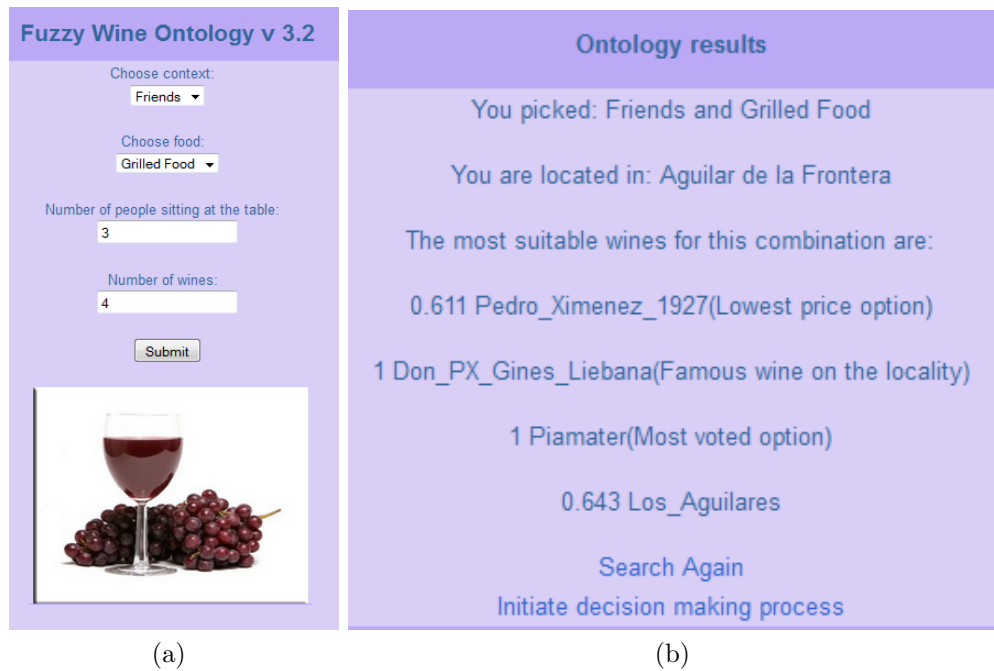 Fuzzy Wine Ontology v 3.2
Choose context:
Friends
Choose food:
Grilled Food
Number of people sitting at the table:
3
Number of wines:
4
Submit
(a)
Ontology results
You picked: Friends and Grilled Food
You are located in: Aguilar de la Frontera
The most suitable wines for this combination are:
0.611 Pedro_Ximenez_1927(Lowest price option)
1 Don_PX_Gines_Liebana(Famous wine on the locality)
1 Piamater(Most voted option)
0.643 Los_Aguilares
Search Again
Initiate decision making process
(b)